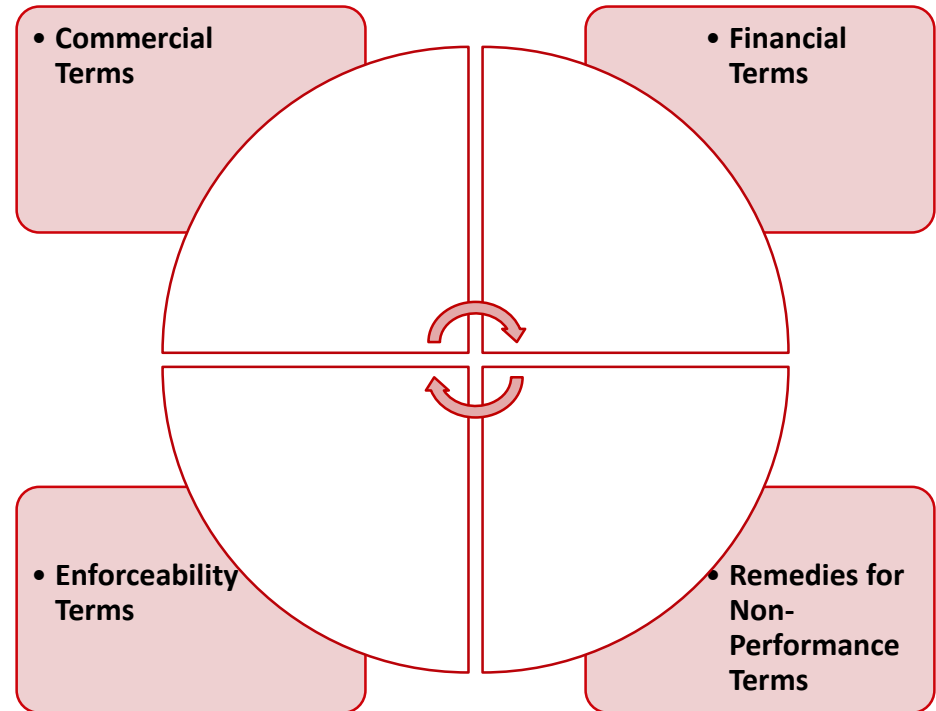 • Commercial
Terms
• Financial
Terms
• Enforceability
Terms
• Remedies for
Non-
Performance
Terms